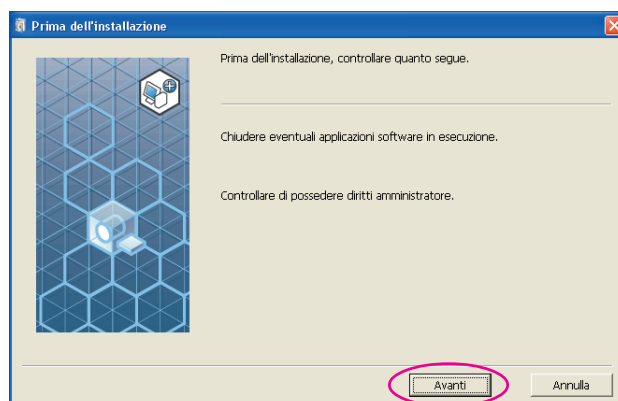 Prima dell'installazione
Prima dell'installazione, controllare quanto segue.
Chiudere eventuali applicazioni software in esecuzione.
Controllare di possedere diritti amministratore.
Avanti
Annulla